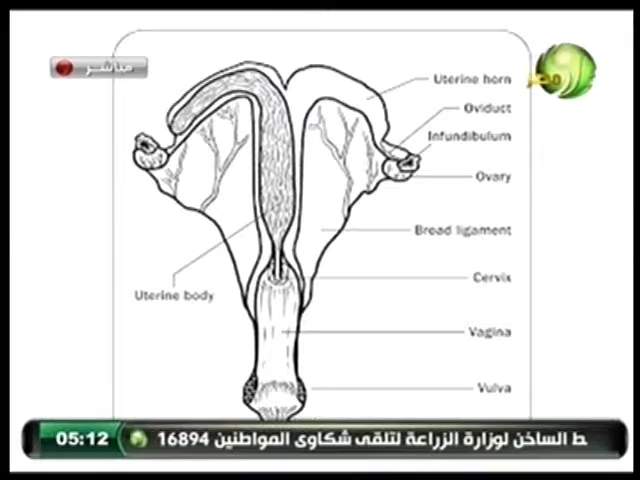 مباشر
مصر
Uterine horn
Oviduct
Infundibulum
Ovary
Broad ligament
Cervix
Uterine body
Vagina
Vulva
ط الساخن لوزارة الزراعة لتلقى شكاوى المواطنين 16894
05:12